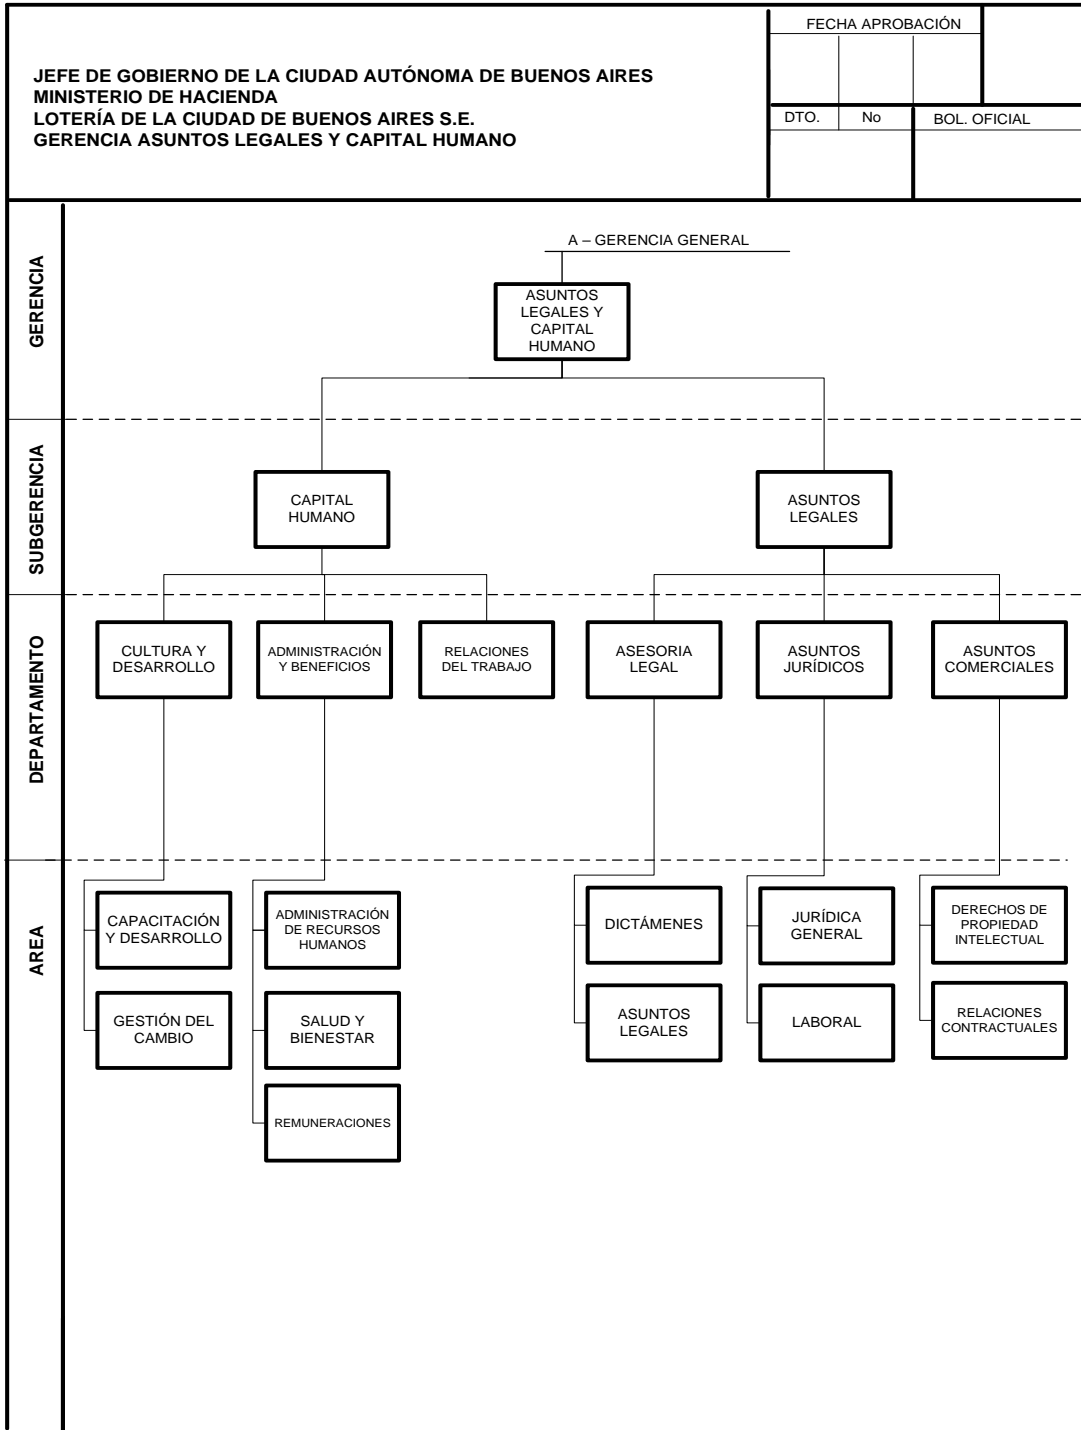 JEFE DE GOBIERNO DE LA CIUDAD AUTÓNOMA DE BUENOS AIRES
MINISTERIO DE HACIENDA
LOTERÍA DE LA CIUDAD DE BUENOS AIRES S.E.
GERENCIA ASUNTOS LEGALES Y CAPITAL HUMANO
FECHA APROBACIÓN
DTO.
No
BOL. OFICIAL
GERENCIA
A – GERENCIA GENERAL
ASUNTOS
LEGALES Y
CAPITAL
HUMANO
SUBGERENCIA
CAPITAL
HUMANO
ASUNTOS
LEGALES
DEPARTAMENTO
CULTURA Y
DESARROLLO
ADMINISTRACIÓN
Y BENEFICIOS
RELACIONES
DEL TRABAJO
ASESORIA
LEGAL
ASUNTOS
JURÍDICOS
ASUNTOS
COMERCIALES
AREA
CAPACITACIÓN
Y DESARROLLO
ADMINISTRACIÓN
DE RECURSOS
HUMANOS
DICTÁMENES
JURÍDICA
GENERAL
DERECHOS DE
PROPIEDAD
INTELECTUAL
GESTIÓN DEL
CAMBIO
SALUD Y
BIENESTAR
ASUNTOS
LEGALES
LABORAL
RELACIONES
CONTRACTUALES
REMUNERACIONES